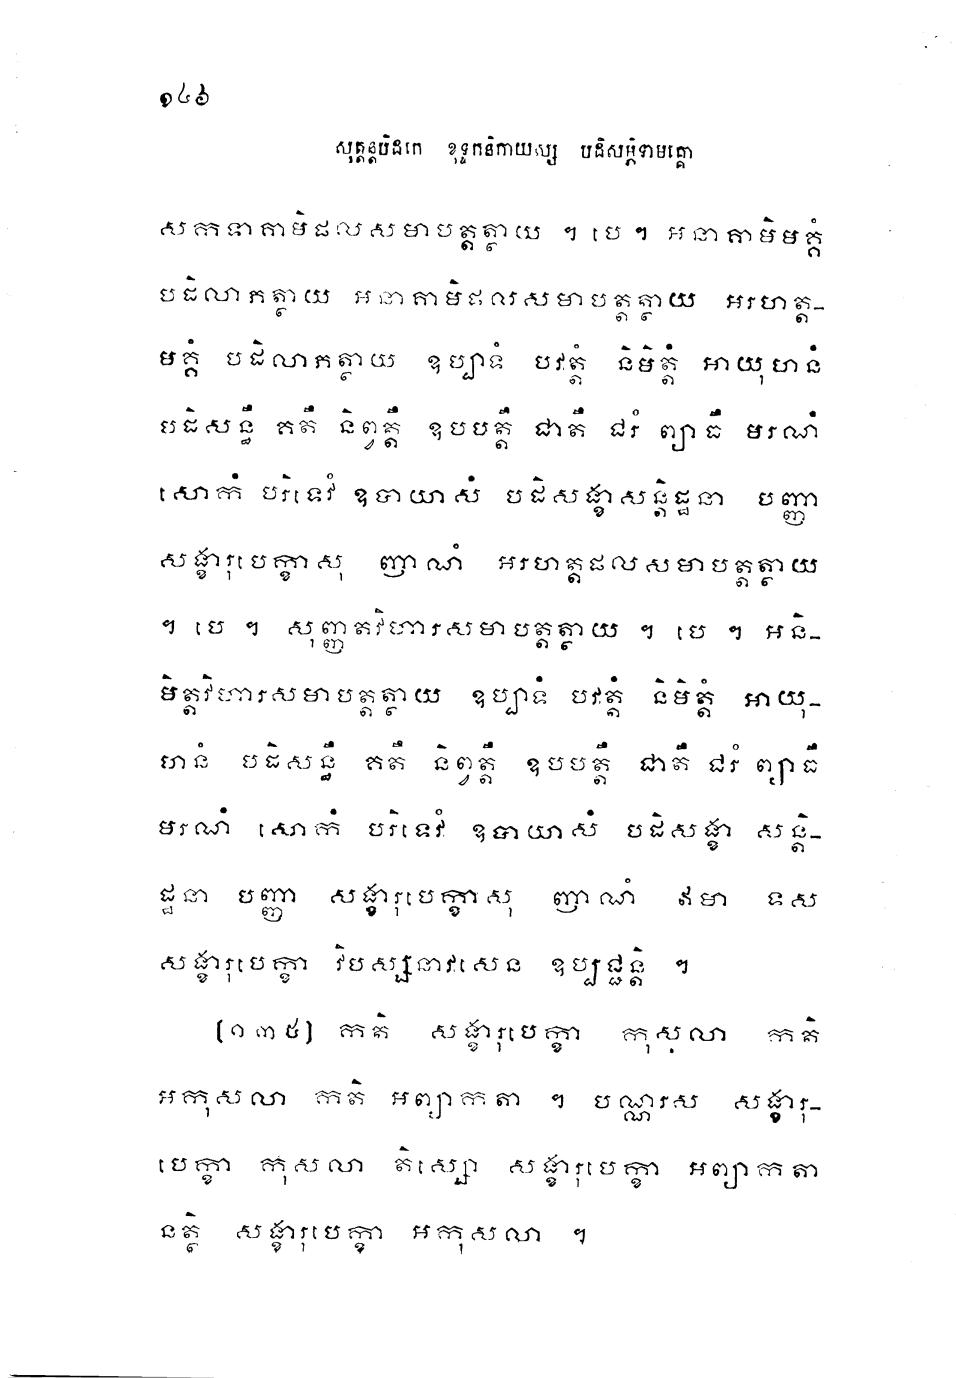 ១៤៦
សុត្តន្តបិដកេ ខុទ្ទកនិកាយស្ស បដិសម្ភិទាមគ្គោ
សកទាគាមិផលសមាបត្តត្ថាយ ។ បេ ។ អនាគាមិមគ្គំ
បដិលាភត្ថាយ អនាគាមិផលសមាបត្តត្ថាយ អរហត្ត-
មគ្គំ បដិលាភត្ថាយ ឧប្បាទំ បវត្តំ និមិត្តំ អាយុហនំ
បដិសន្ធឹ គតឹ និព្វត្តឹ ឧបបត្តឹ ជាតឹ ជរំ ព្យាធឹ មរណំ
សោកំ បរិទេវំ ឧបាយាសំ បដិសង្ខាសន្តិដ្ឋនា បញ្ញា
សង្ខារុបេក្ខាសុ ញាណំ អរហត្តផលសមាបត្តត្ថាយ
។ បេ ។ សុញ្ញតវិហារសមាបត្តត្ថាយ ។ បេ ។ អនិ-
មិត្តវិហារសមាបត្តត្ថាយ ឧប្បាទំ បវត្តំ និមិត្តំ អាយុ-
ហនំ បដិសន្ធឹ គតឹ និព្វត្តឹ ឧបបត្តឹ ជាតឹ ជរំ ព្យាធឹ
មរណំ សោកំ បរិទេវំ ឧបាយាសំ បដិសង្ខា សន្តិ-
ដ្ឋនា បញ្ញា សង្ខារុបេក្ខាសុ ញាណំ ឥមា ទស
សង្ខារុបេក្ខា វិបស្សនាវសេន ឧប្បជ្ជន្តិ ។
(១៣៥) កតិ សង្ខារុបេក្ខា កុសលា កតិ
អកុសលា កតិ អព្យាកតា ។ បណ្ណរស សង្ខារុ-
បេក្ខា កុសលា តិស្សោ សង្ខារុបេក្ខា អព្យាកតា
នត្ថិ សង្ខារុបេក្ខា អកុសលា ។